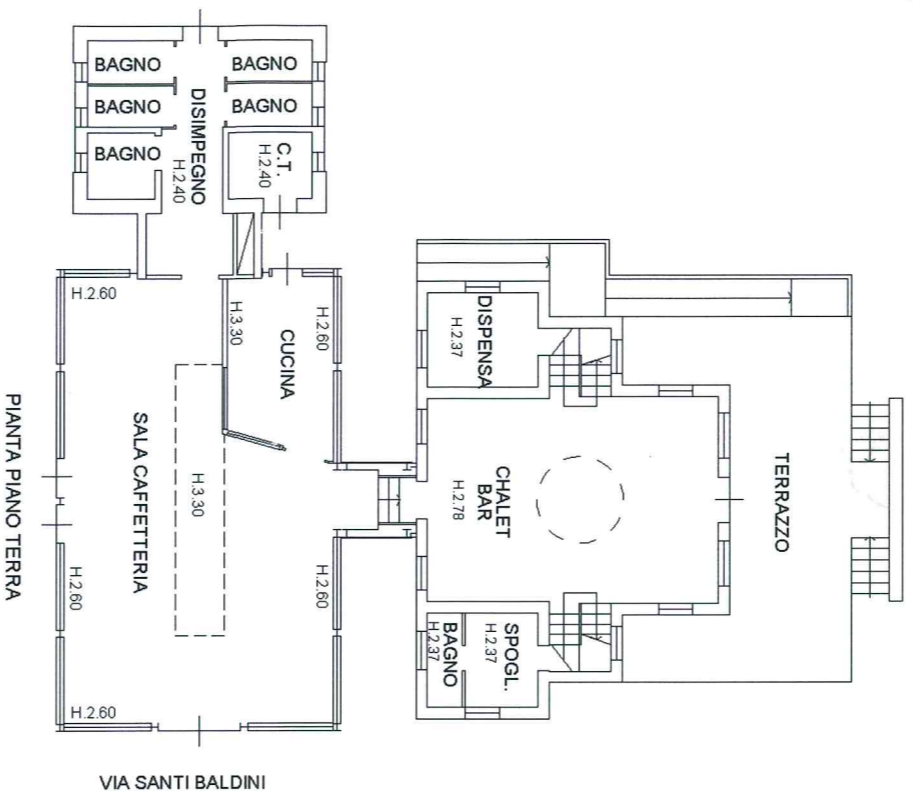 BAGNO
BAGNO
BAGNO
BAGNO
BAGNO
DISIMPEGNO
H.2.40
C.T.
H.2.40
H.2.60
H.3.30
CUCINA
H.2.60
DISPENSA
H.2.37
SALA CAFFETTERIA
H.3.30
CHALET
BAR
H.2.78
TERRAZZO
PIANTA PIANO TERRA
H.2.60
H.2.60
BAGNO
H.2.37
SPOGL.
H.2.37
H.2.60
VIA SANTI BALDINI